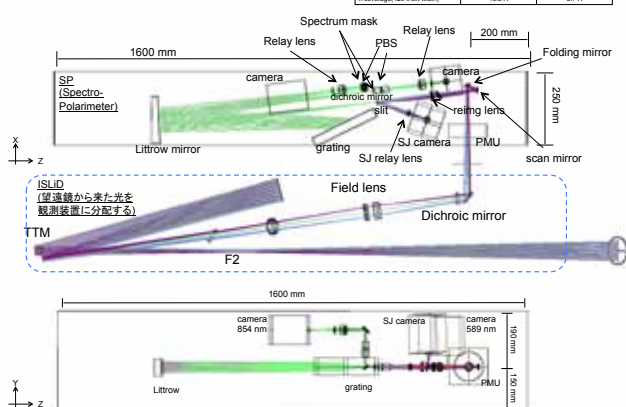 Spectrum mask
Relay lens
PBS
Relay lens
200 mm
1600 mm
Folding mirror
SP
(Spectro-
Polarimeter)
camera
camera
dichroic mirror
slit
reimg lens
250 mm
SJ camera
Littrow mirror
grating
SJ relay lens
PMU
scan mirror
X
Z
ISLiD
(望遠鏡から来た光を
観測装置に分配する)
Field lens
Dichroic mirror
TTM
F2
1600 mm
camera
854 nm
SJ camera
camera
589 nm
190 mm
150 mm
Littrow
grating
PMU
Y
Z